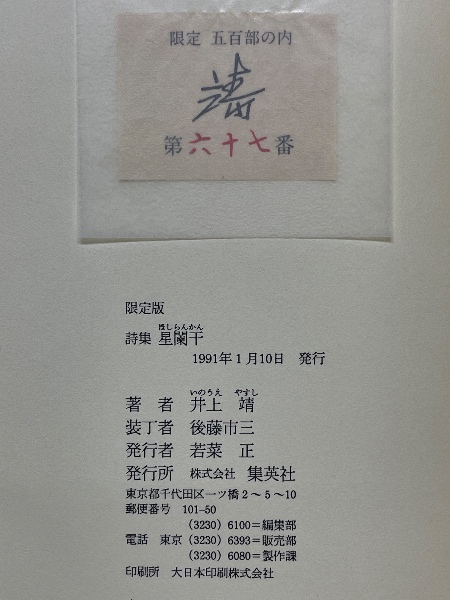 限定 五百部の内
靖
第六十七番
限定版
詩集 星闌干
ほしらんかん
1991年1月10日 発行
いのうえ やすし
著者 井上 靖
装丁者 後藤市三
発行者 若菜 正
発行所 株式会社 集英社
東京都千代田区一ツ橋2〜5〜10
郵便番号 101-50
(3230) 6100=編集部
電話 東京 (3230) 6393=販売部
(3230) 6080=製作課
印刷所 大日本印刷株式会社